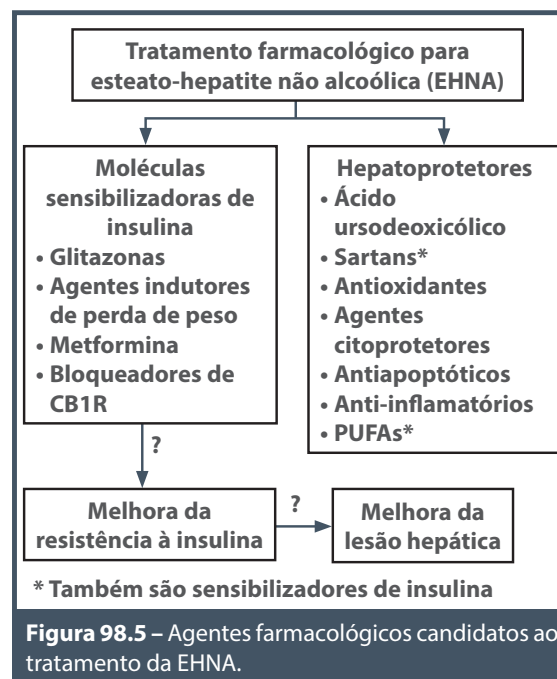 Tratamento farmacológico para
esteato-hepatite não alcoólica (EHNA)
Moléculas
sensibilizadoras de
insulina
• Glitazonas
• Agentes indutores
de perda de peso
• Metformina
• Bloqueadores de
CB1R
Hepatoprotetores
• Ácido
ursodeoxicólico
• Sartans*
• Antioxidantes
• Agentes
citoprotetores
• Antiapoptóticos
• Anti-inflamatórios
• PUFAs*
?
Melhora da
resistência à insulina
?
Melhora da
lesão hepática
* Também são sensibilizadores de insulina
Figura 98.5 – Agentes farmacológicos candidatos ao
tratamento da EHNA.